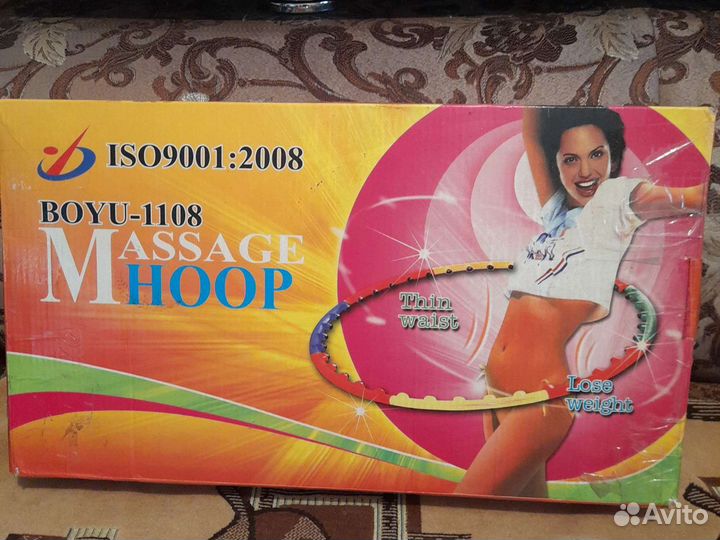 ISO9001:2008
BOYU-1108
MASSAGE
HOOP
Thin
waist
Lose
weight
Avito